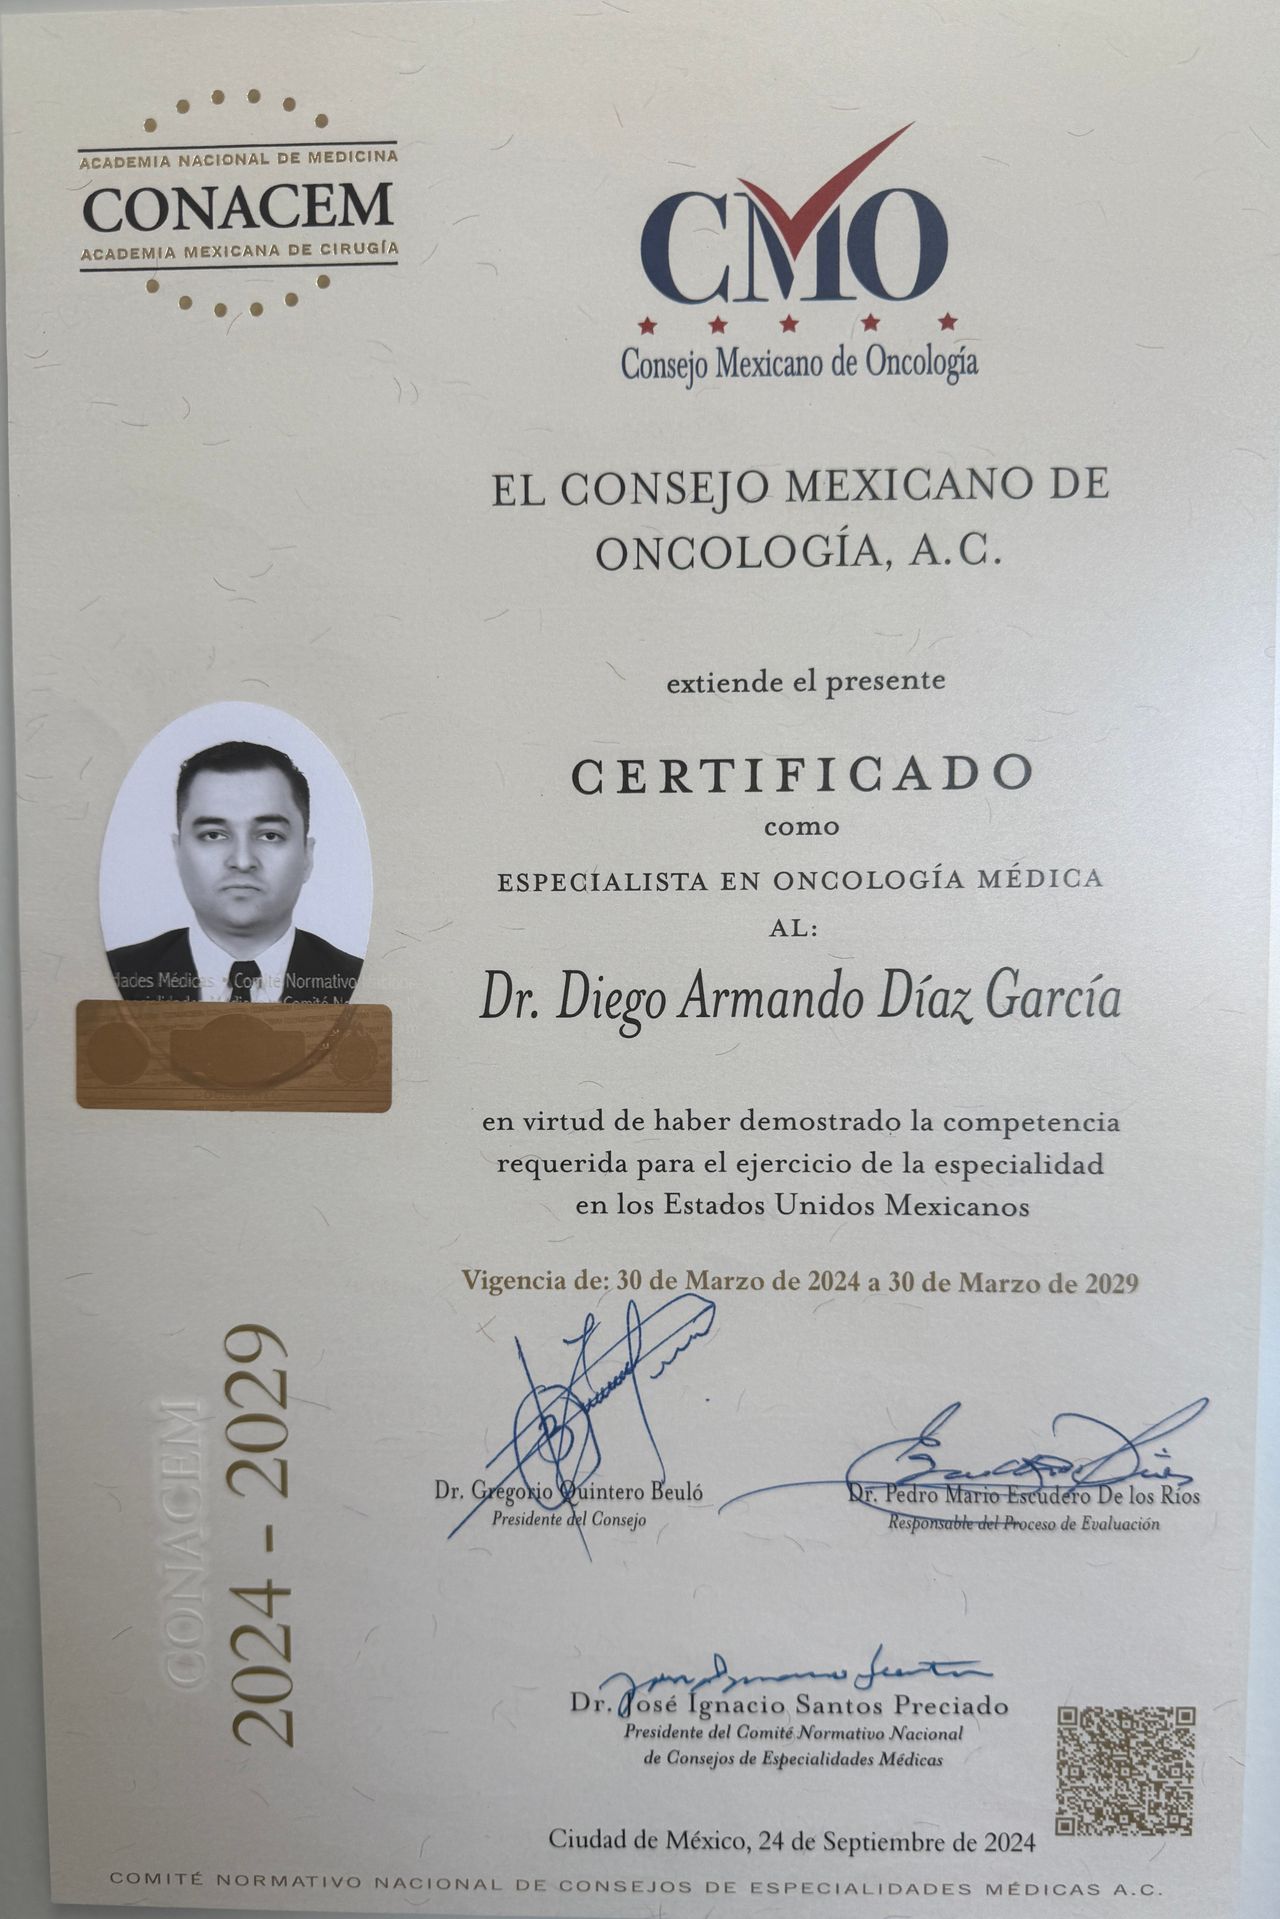 ACADEMIA NACIONAL DE MEDICINA
CONACEM
ACADEMIA MEXICANA DE CIRUGÍA
CMO
Consejo Mexicano de Oncología
EL CONSEJO MEXICANO DE
ONCOLOGÍA, A.C.
extiende el presente
CERTIFICADO
como
ESPECIALISTA EN ONCOLOGÍA MÉDICA
AL:
Dr. Diego Armando Díaz García
dades Médicas • Comité Normativo
en virtud de haber demostrado la competencia
requerida para el ejercicio de la especialidad
en los Estados Unidos Mexicanos
Vigencia de: 30 de Marzo de 2024 a 30 de Marzo de 2029
CONACEM
2024 - 2029
Dr. Gregorio Quintero Beuló
Presidente del Consejo
Dr. Pedro Mario Escudero De los Ríos
Responsable del Proceso de Evaluación
Dr. José Ignacio Santos Preciado
Presidente del Comité Normativo Nacional
de Consejos de Especialidades Médicas
Ciudad de México, 24 de Septiembre de 2024
COMITÉ NORMATIVO NACIONAL DE CONSEJOS DE ESPECIALIDADES MÉDICAS A.C.